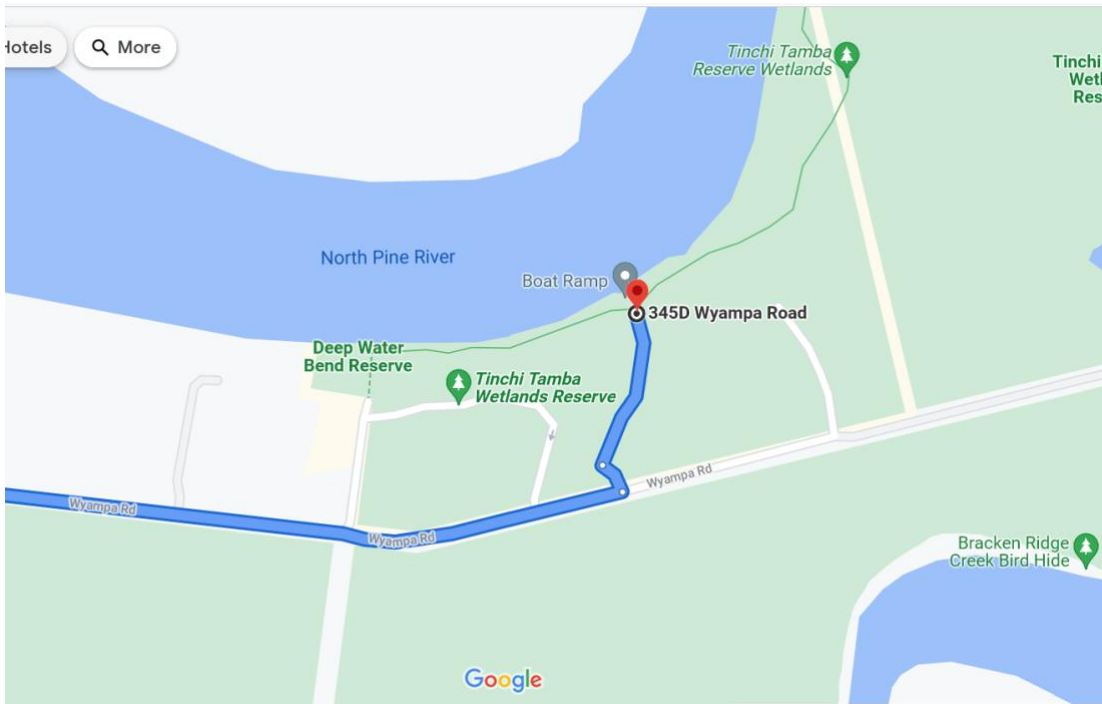 Hotels
More
Tinchi Tamba
Reserve Wetlands
Tinchi
Wetl
Res
North Pine River
Boat Ramp
345D Wyampa Road
Deep Water
Bend Reserve
Tinchi Tamba
Wetlands Reserve
Wyampa Rd
Wyampa Rd
Wyampa Rd
Bracken Ridge
Creek Bird Hide
Google